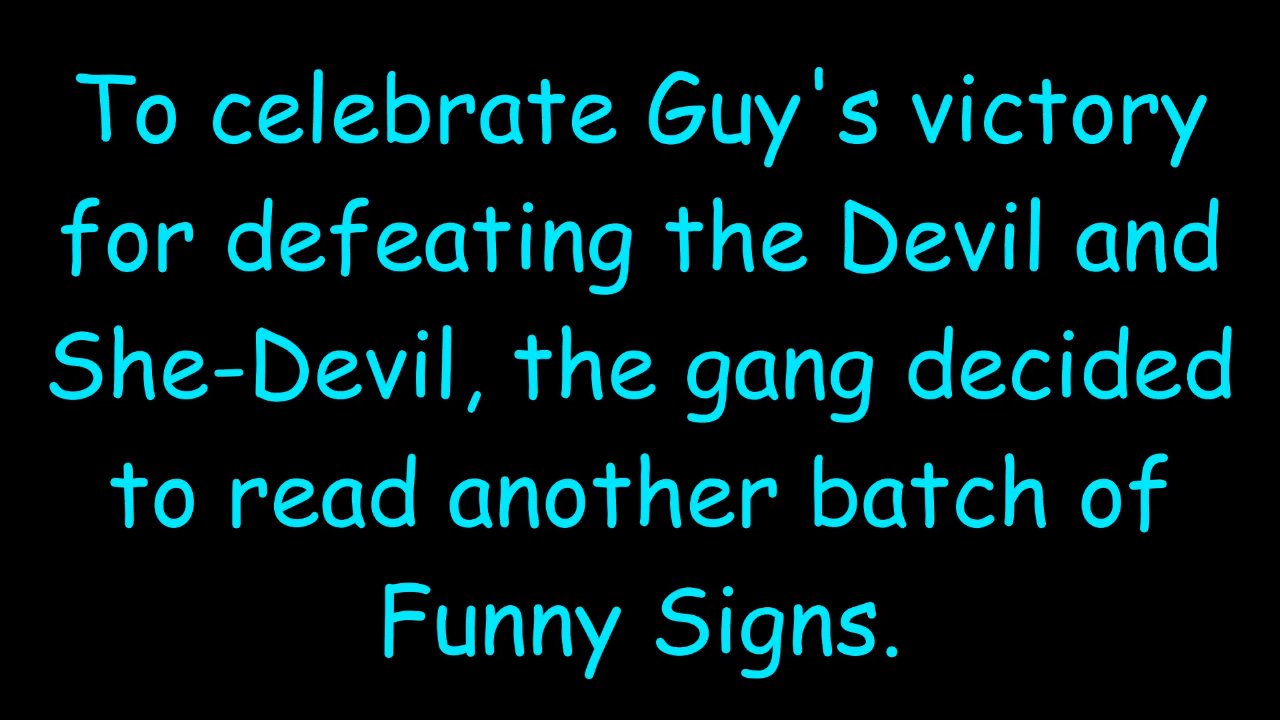 To celebrate Guy's victory
for defeating the Devil and
She-Devil, the gang decided
to read another batch of
Funny Signs.